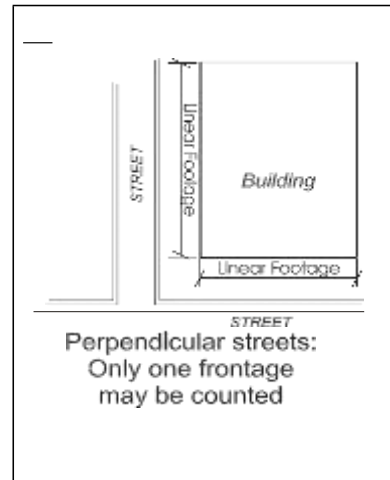 STREET
Linear Footage
Building
Linear Footage
STREET
Perpendicular streets:
Only one frontage
may be counted